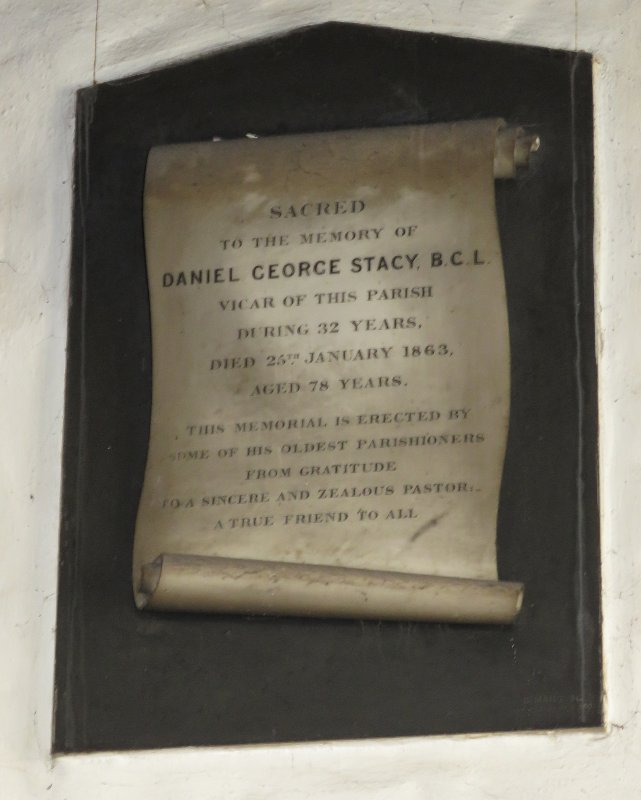 SACRED
TO THE MEMORY OF
DANIEL GEORGE STACY, B.C.L.
VICAR OF THIS PARISH
DURING 32 YEARS,
DIED 25TH JANUARY 1863,
AGED 78 YEARS.
THIS MEMORIAL IS ERECTED BY
SOME OF HIS OLDEST PARISHIONERS
FROM GRATITUDE
TO A SINCERE AND ZEALOUS PASTOR:_
A TRUE FRIEND TO ALL